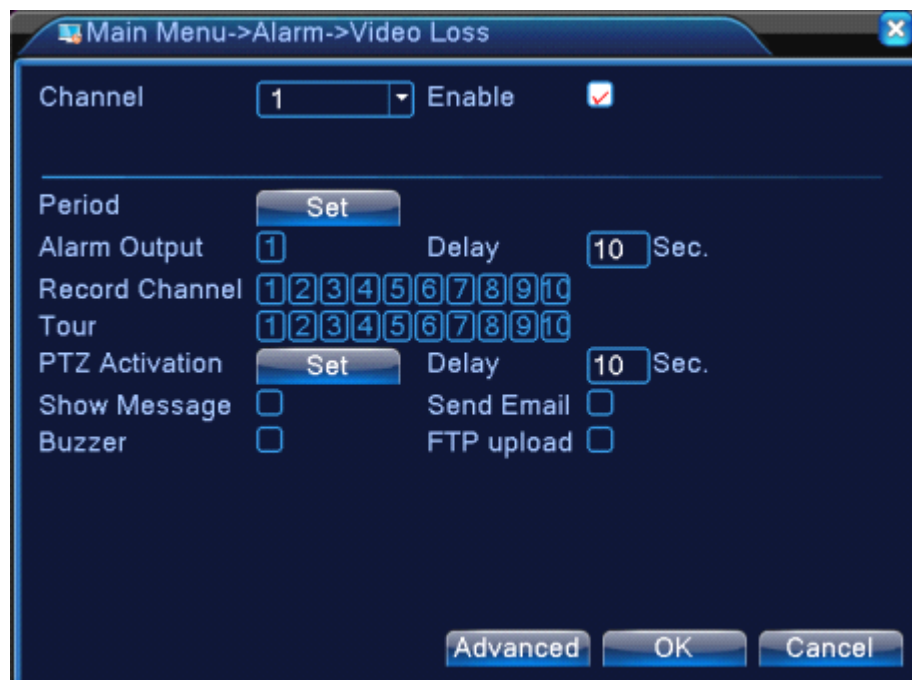 Main Menu->Alarm->Video Loss
Channel 1 Enable
Period Set
Alarm Output 1 Delay 10 Sec.
Record Channel 1 2 3 4 5 6 7 8 9 10
Tour 1 2 3 4 5 6 7 8 9 10
PTZ Activation Set Delay 10 Sec.
Show Message Send Email
Buzzer FTP upload
Advanced OK Cancel